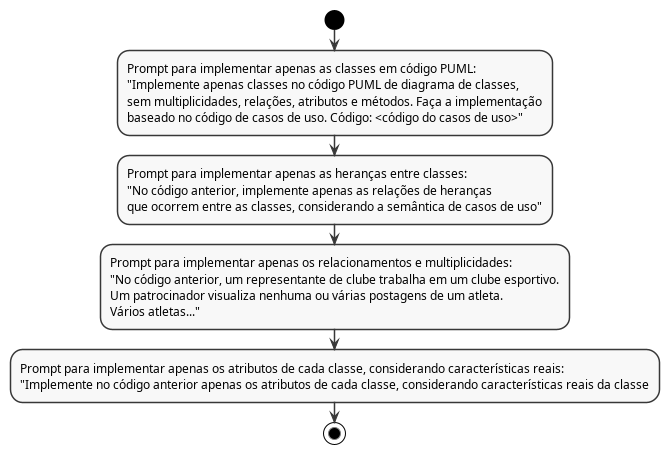 Prompt para implementar apenas as classes em código PUML:
"Implemente apenas classes no código PUML de diagrama de classes,
sem multiplicidades, relações, atributos e métodos. Faça a implementação
baseado no código de casos de uso. Código: <código do casos de uso>"
Prompt para implementar apenas as heranças entre classes:
"No código anterior, implemente apenas as relações de heranças
que ocorrem entre as classes, considerando a semântica de casos de uso"
Prompt para implementar apenas os relacionamentos e multiplicidades:
"No código anterior, um representante de clube trabalha em um clube esportivo.
Um patrocinador visualiza nenhuma ou várias postagens de um atleta.
Vários atletas..."
Prompt para implementar apenas os atributos de cada classe, considerando características reais:
"Implemente no código anterior apenas os atributos de cada classe, considerando características reais da classe